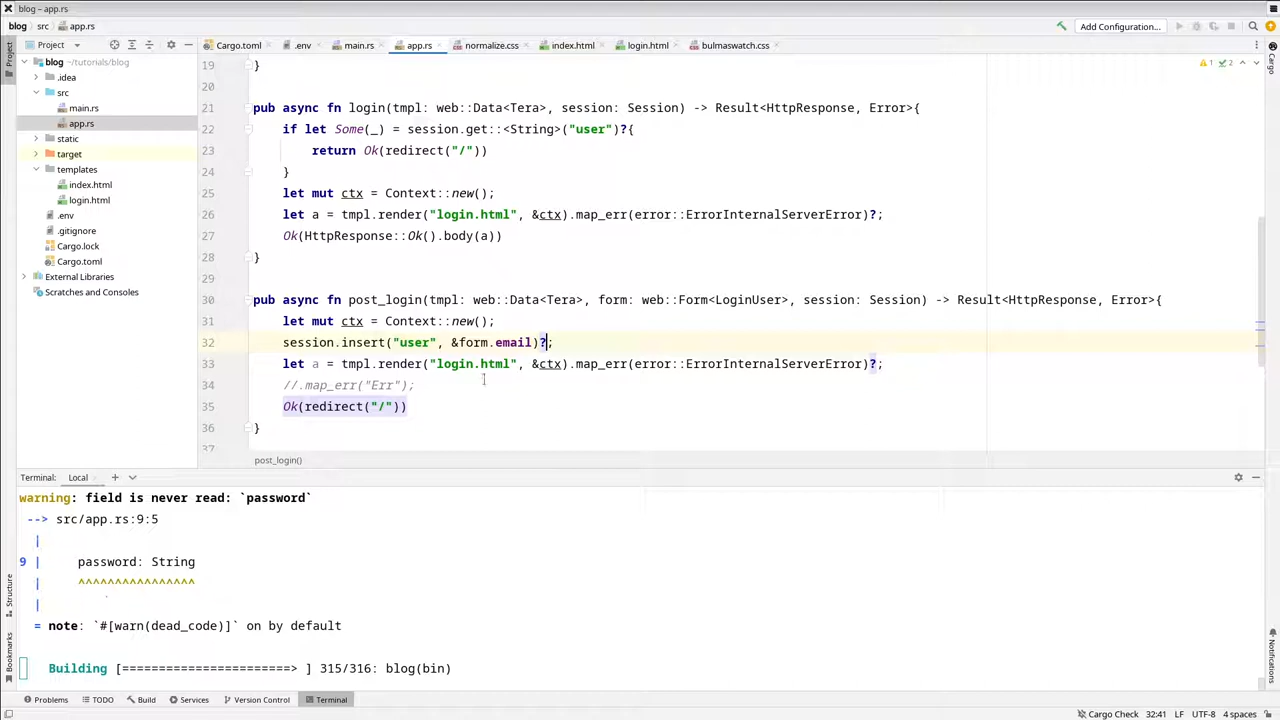 blog – app.rs
blog src app.rs Add Configuration...
Project Cargo.toml .env main.rs app.rs normalize.css index.html login.html bulmaswatch.css
Project
Cargo
blog ~/tutorials/blog
.idea
src
main.rs
app.rs
static
target
templates
index.html
login.html
.env
.gitignore
Cargo.lock
Cargo.toml
External Libraries
Scratches and Consoles
1 2
19 }
20
21 pub async fn login(tmpl: web::Data<Tera>, session: Session) -> Result<HttpResponse, Error>{
22 if let Some(_) = session.get::<String>("user")?{
23 return Ok(redirect("/"))
24 }
25 let mut ctx = Context::new();
26 let a = tmpl.render("login.html", &ctx).map_err(error::ErrorInternalServerError)?;
27 Ok(HttpResponse::Ok().body(a))
28 }
29
30 pub async fn post_login(tmpl: web::Data<Tera>, form: web::Form<LoginUser>, session: Session) -> Result<HttpResponse, Error>{
31 let mut ctx = Context::new();
32 session.insert("user", &form.email)?;
33 let a = tmpl.render("login.html", &ctx).map_err(error::ErrorInternalServerError)?;
34 //.map_err("Err");
35 Ok(redirect("/"))
36 }
37
post_login()
Terminal: Local
warning: field is never read: `password`
--> src/app.rs:9:5
|
9 | password: String
| ^^^^^^^^^^^^^^^^
|
= note: `#[warn(dead_code)]` on by default
Building [=======================> ] 315/316: blog(bin)
Structure
Bookmarks
Notifications
Problems TODO Build Services Version Control Terminal
Cargo Check 32:41 LF UTF-8 4 spaces